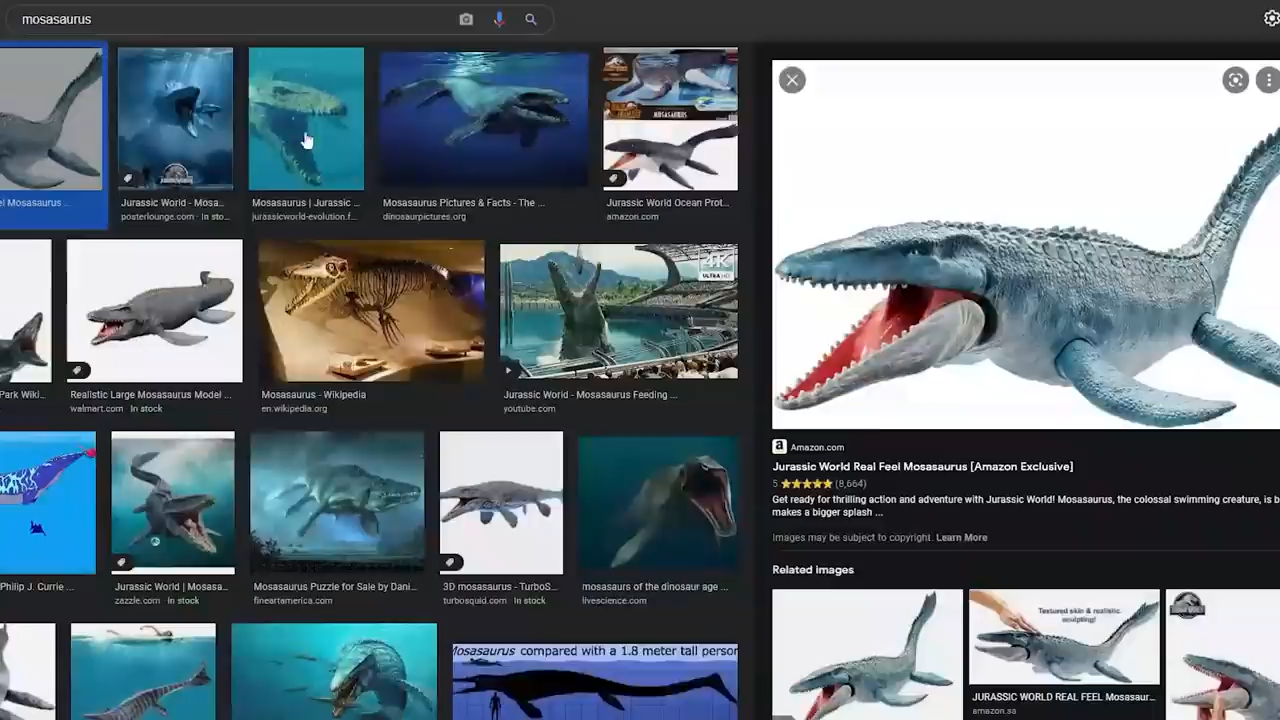 mosasaurus
el Mosasaurus ...
Jurassic World - Mosa...
posterlounge.com · In sto...
Mosasaurus | Jurassic ...
jurassicworld-evolution.f...
Mosasaurus Pictures & Facts - The ...
dinosaurpictures.org
MOSASAURUS
Jurassic World Ocean Prot...
amazon.com
Park Wiki...
Realistic Large Mosasaurus Model ...
walmart.com · In stock
Mosasaurus - Wikipedia
en.wikipedia.org
4K
ULTRA HD
Jurassic World - Mosasaurus Feeding ...
youtube.com
Philip J. Currie ...
Jurassic World | Mosasa...
zazzle.com · In stock
Mosasaurus Puzzle for Sale by Dani...
fineartamerica.com
3D mosasaurus - TurboS...
turbosquid.com · In stock
mosasaurs of the dinosaur age ...
livescience.com
Mosasaurus compared with a 1.8 meter tall person
a Amazon.com
Jurassic World Real Feel Mosasaurus [Amazon Exclusive]
5 ★★★★★ (8,664)
Get ready for thrilling action and adventure with Jurassic World! Mosasaurus, the colossal swimming creature, is b
makes a bigger splash ...
Images may be subject to copyright. Learn More
Related images
Textured skin & realistic
sculpting!
JURASSIC WORLD REAL FEEL Mosasaur...
amazon.sa